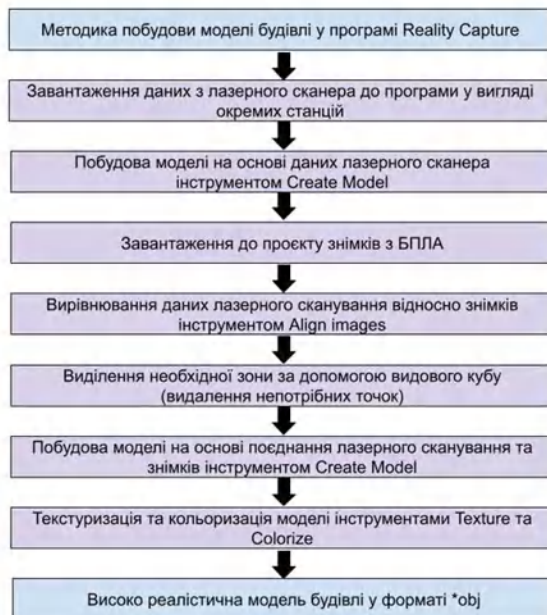 Методика побудови моделі будівлі у програмі Reality Capture
Завантаження даних з лазерного сканера до програми у вигляді
окремих станцій
Побудова моделі на основі даних лазерного сканера
інструментом Create Model
Завантаження до проєкту знімків з БПЛА
Вирівнювання даних лазерного сканування відносно знімків
інструментом Align images
Виділення необхідної зони за допомогою видового кубу
(видалення непотрібних точок)
Побудова моделі на основі поєднання лазерного сканування та
знімків інструментом Create Model
Текстуризація та кольоризація моделі інструментами Texture та
Colorize
Високо реалістична модель будівлі у форматі *obj